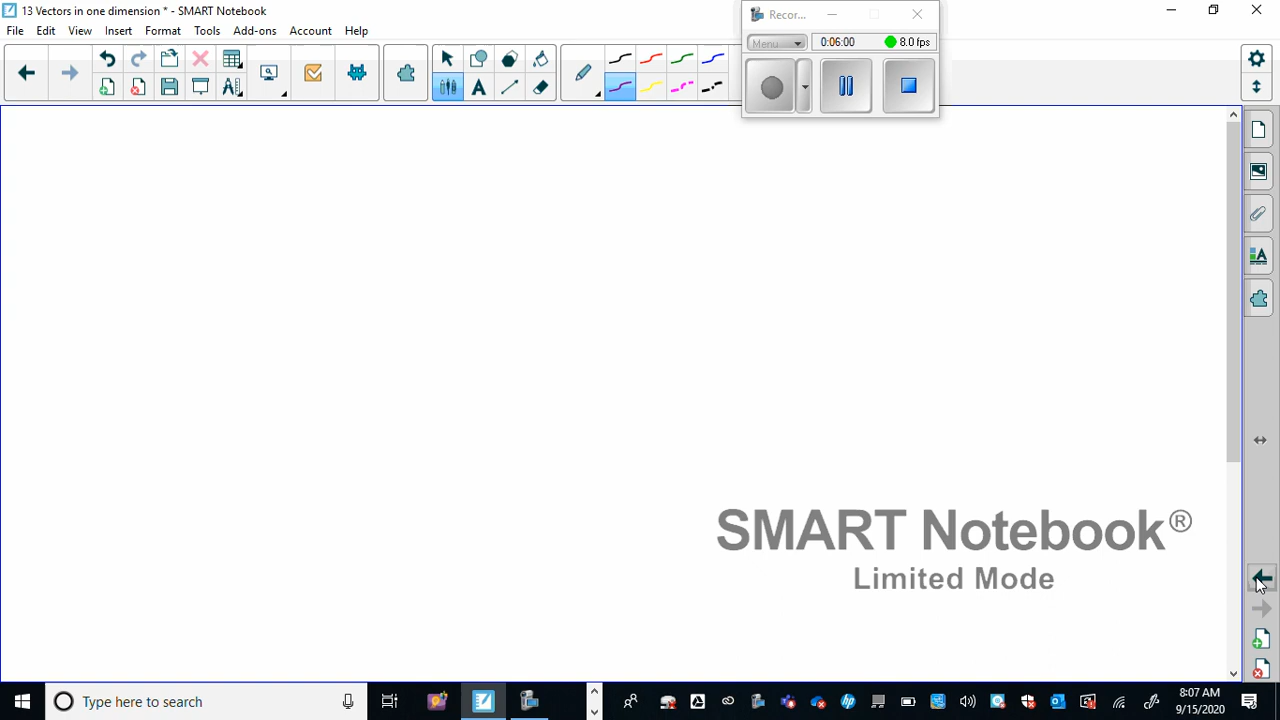 13 Vectors in one dimension * - SMART Notebook
Recor...
File Edit View Insert Format Tools Add-ons Account Help
Menu 0:06:00 8.0 fps
A
A
SMART Notebook®
Limited Mode
Type here to search
8:07 AM
9/15/2020